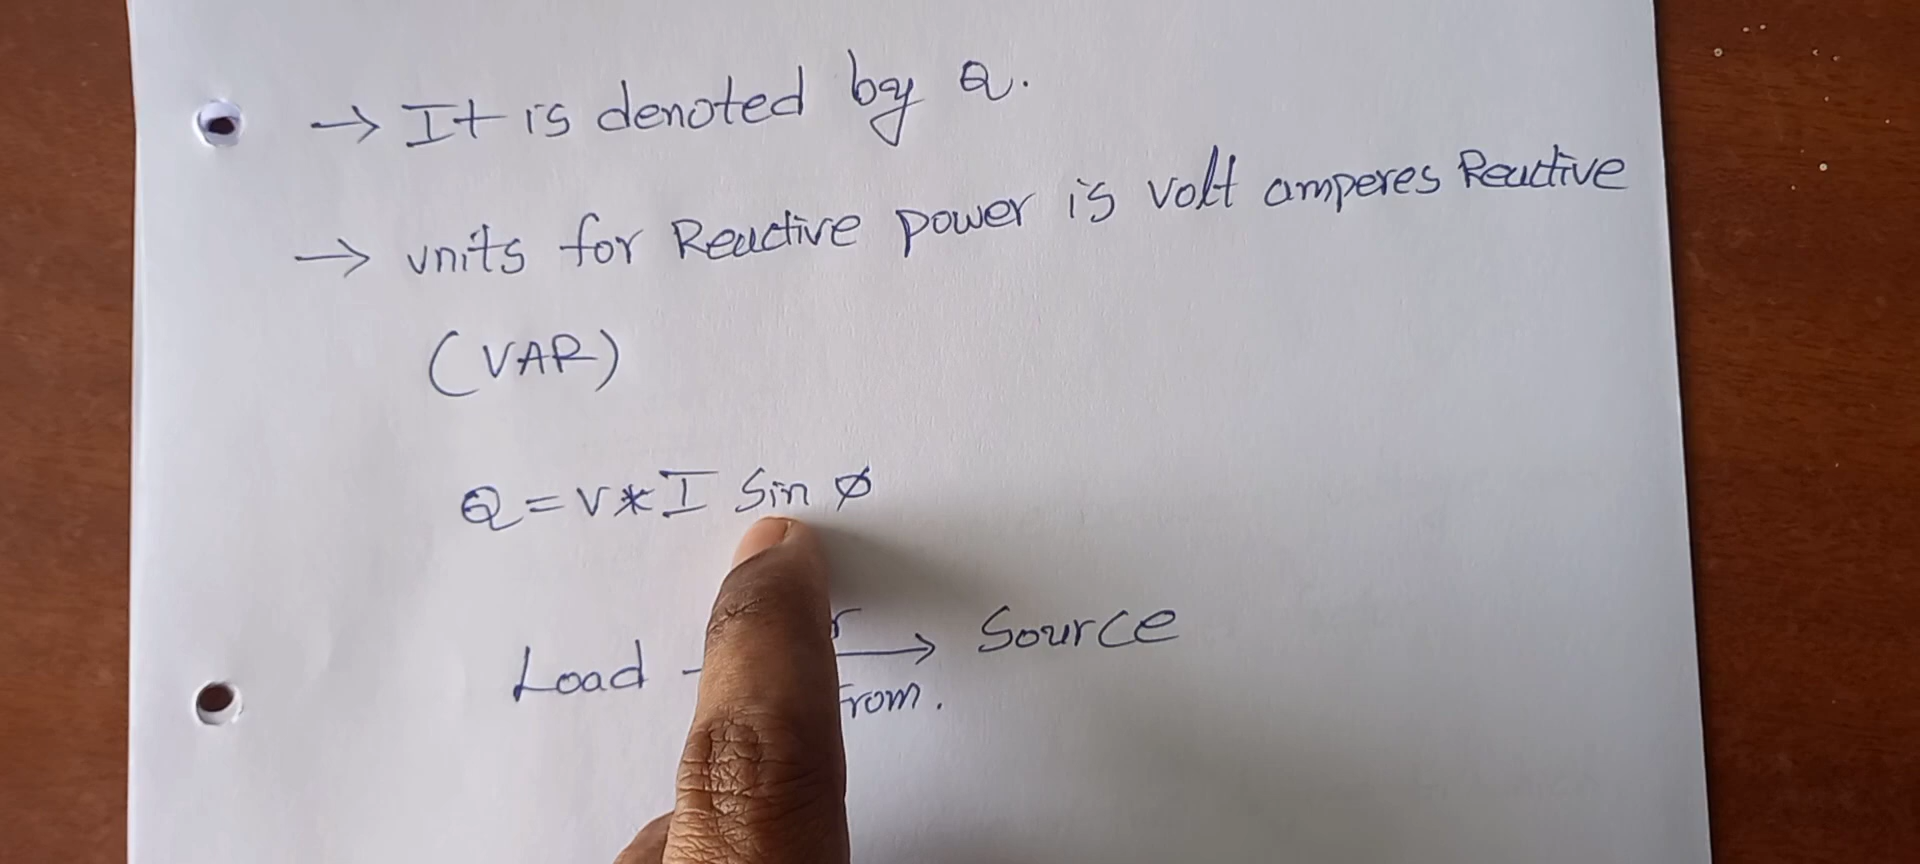 → It is denoted by Q.
→ units for Reactive power is volt amperes Reactive
(VAR)
Q = V * I Sin ø
Load → Source
From.